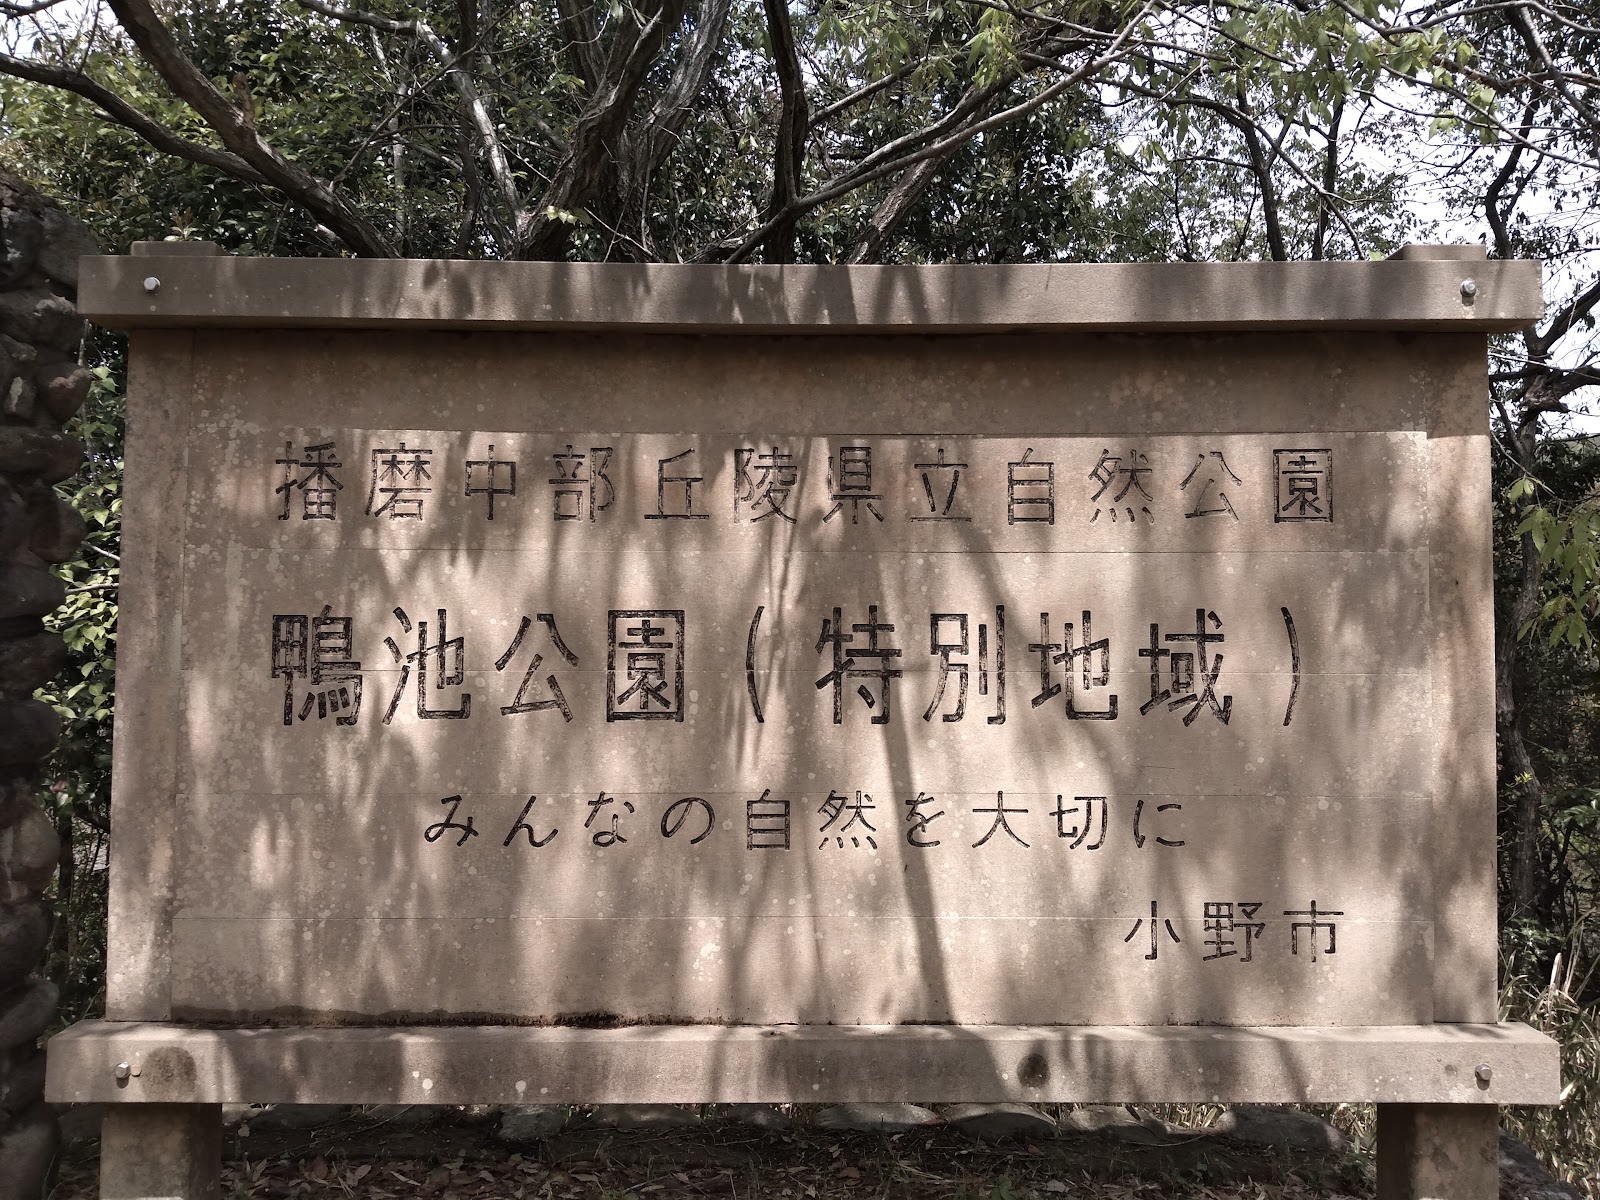 播磨中部丘陵県立自然公園
鴨池公園(特別地域)
みんなの自然を大切に
小野市